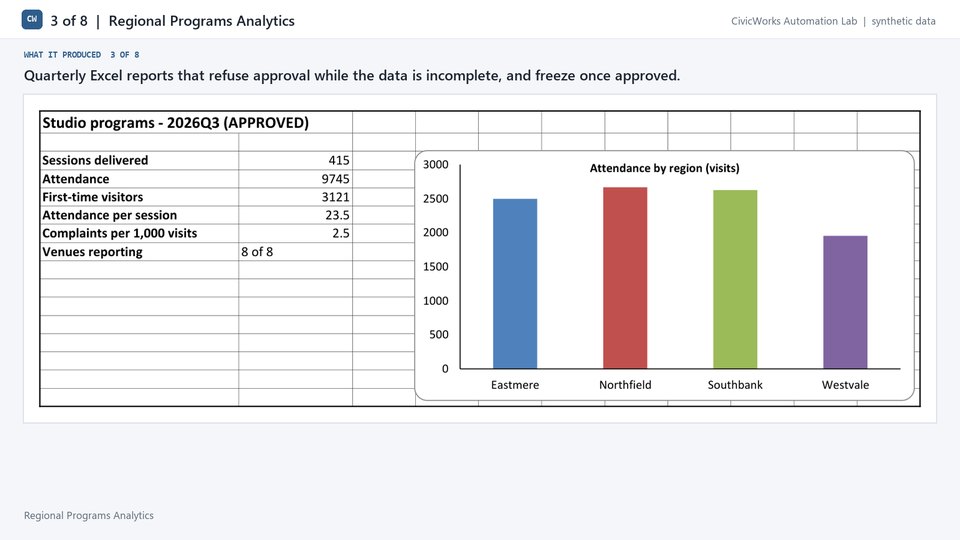 CW 3 of 8 | Regional Programs Analytics
CivicWorks Automation Lab | synthetic data
WHAT IT PRODUCED 3 OF 8
Quarterly Excel reports that refuse approval while the data is incomplete, and freeze once approved.
Studio programs - 2026Q3 (APPROVED)
Sessions delivered 415
Attendance 9745
First-time visitors 3121
Attendance per session 23.5
Complaints per 1,000 visits 2.5
Venues reporting 8 of 8
Attendance by region (visits)
3000
2500
2000
1500
1000
500
0
Eastmere Northfield Southbank Westvale
Regional Programs Analytics